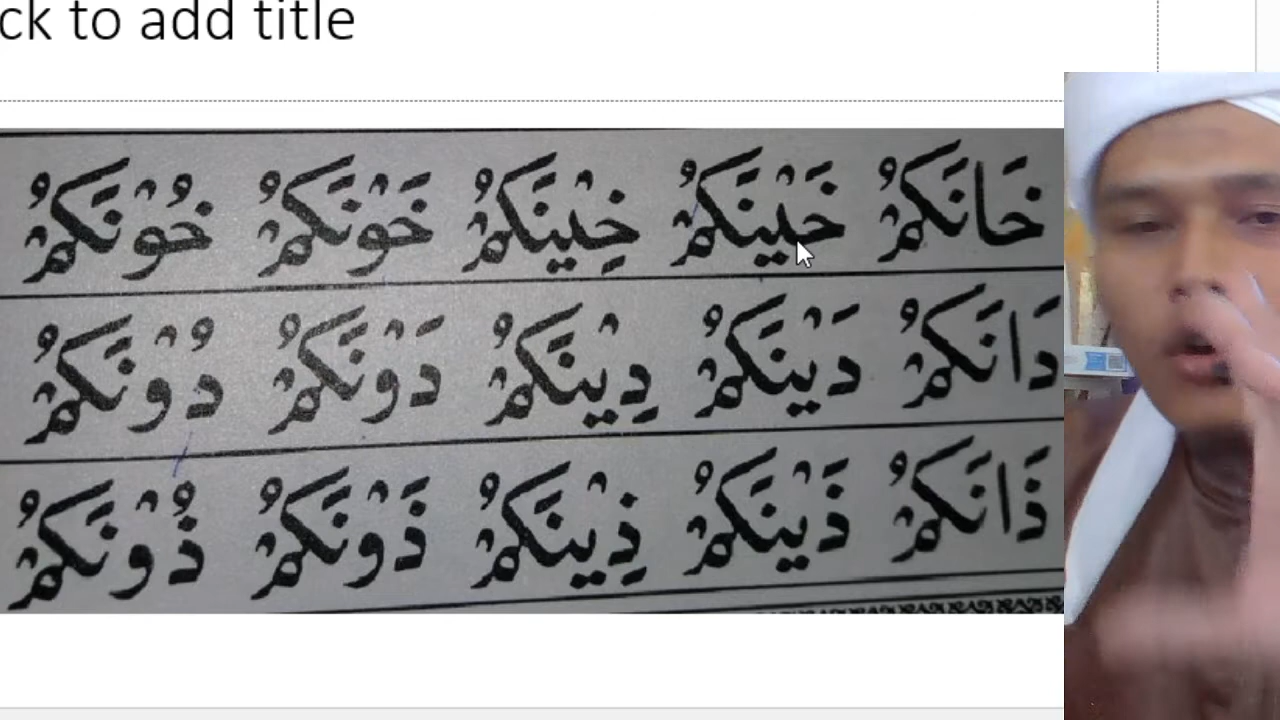 ck to add title
خَانَكُمْ خَيْنَكُمْ خِيْنَكُمْ خَوْنَكُمْ خُوْنَكُمْ
دَانَكُمْ دَيْنَكُمْ دِيْنَكُمْ دَوْنَكُمْ دُوْنَكُمْ
ذَانَكُمْ ذَيْنَكُمْ ذِيْنَكُمْ ذَوْنَكُمْ ذُوْنَكُمْ